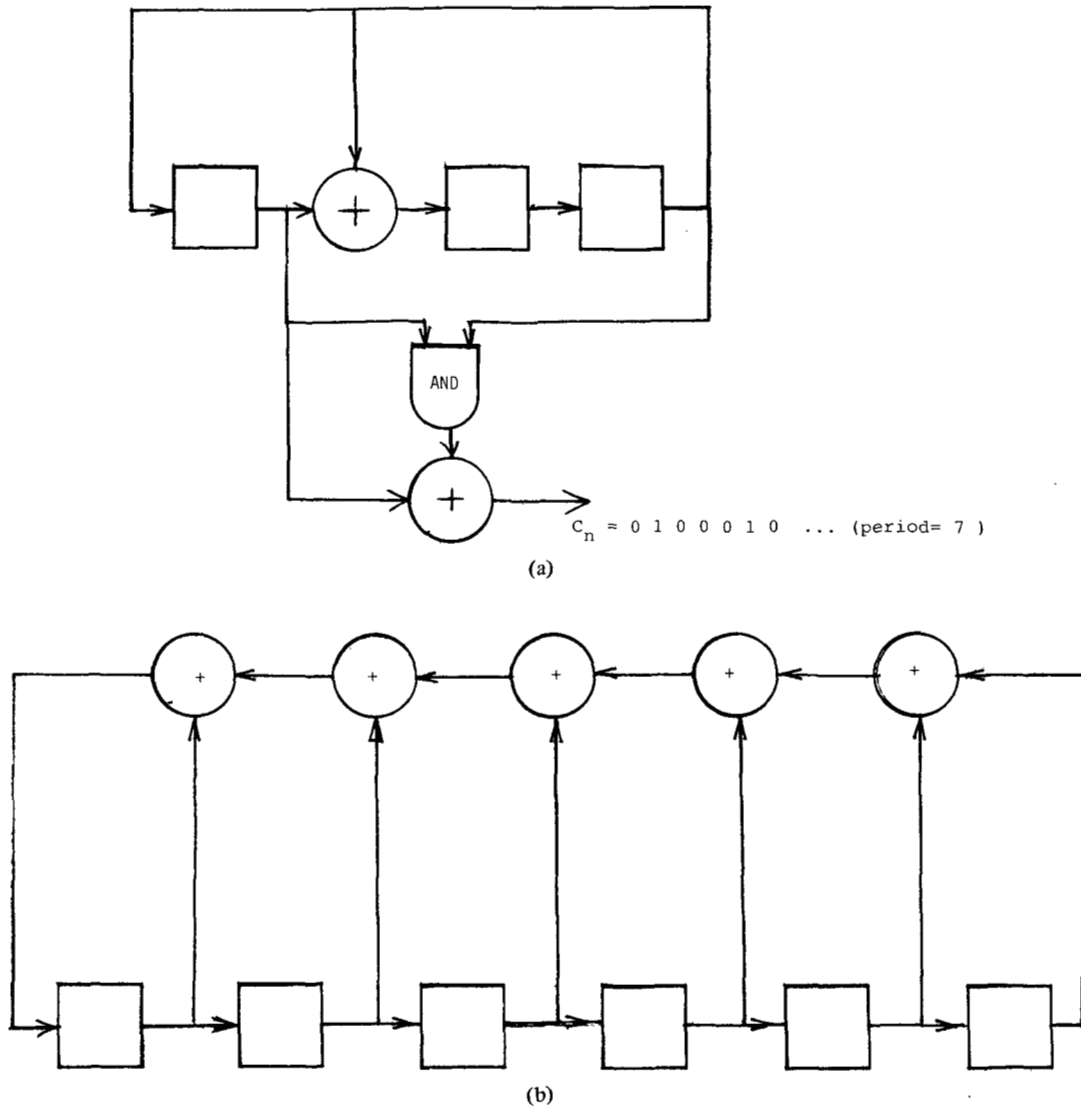 +
AND
+
C_n = 0 1 0 0 0 1 0 ... (period= 7 )
(a)
+ + + + +
(b)